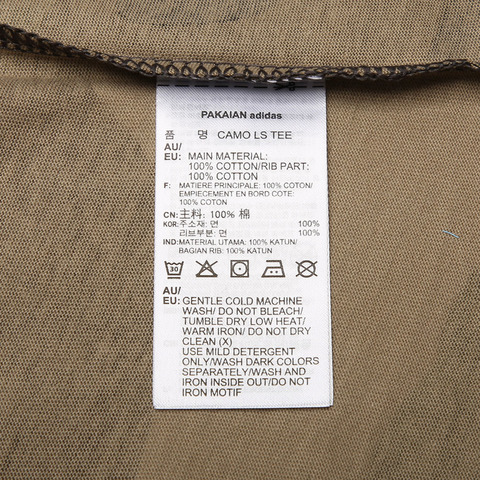 PAKAIAN adidas
품 명 CAMO LS TEE
AU/
EU: MAIN MATERIAL:
100% COTTON/RIB PART:
100% COTTON
F: MATIERE PRINCIPALE: 100% COTON/
EMPIECEMENT EN BORD COTE:
100% COTON
CN: 主料: 100% 棉
KOR: 주소재: 면 100%
리브부분: 면 100%
IND: MATERIAL UTAMA: 100% KATUN/
BAGIAN RIB: 100% KATUN
30
AU/
EU: GENTLE COLD MACHINE
WASH/ DO NOT BLEACH/
TUMBLE DRY LOW HEAT/
WARM IRON/ DO NOT DRY
CLEAN (X)
USE MILD DETERGENT
ONLY/WASH DARK COLORS
SEPARATELY/WASH AND
IRON INSIDE OUT/DO NOT
IRON MOTIF